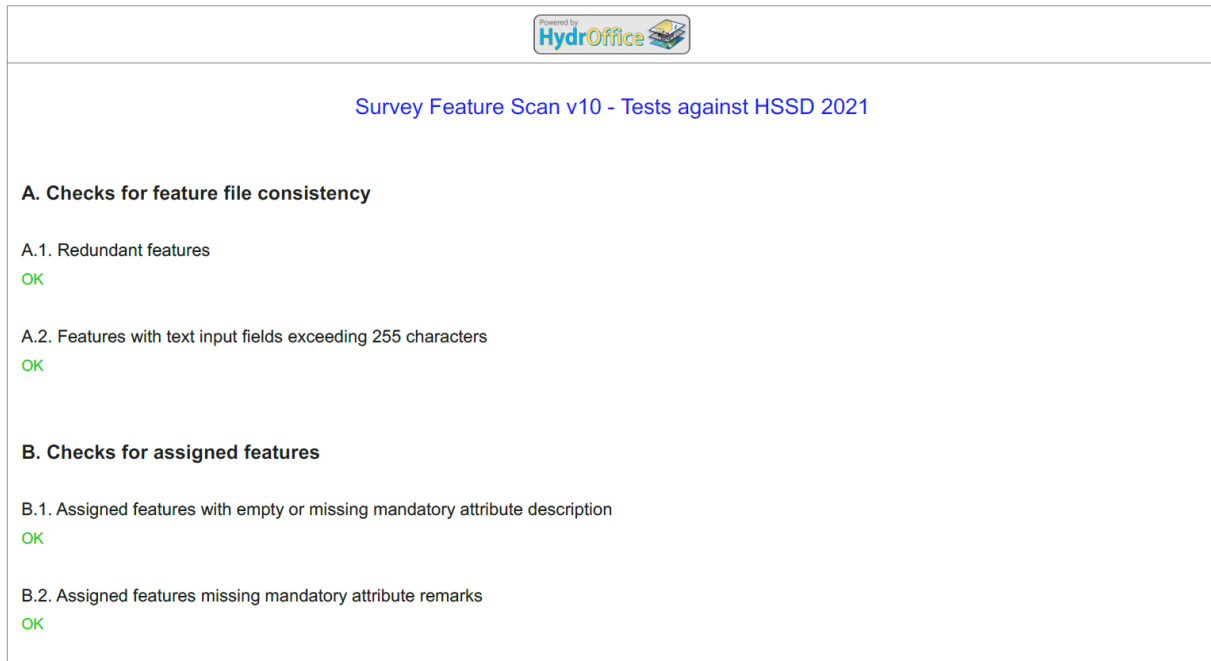 Powered by
HydrOffice
Survey Feature Scan v10 - Tests against HSSD 2021
A. Checks for feature file consistency
A.1. Redundant features
OK
A.2. Features with text input fields exceeding 255 characters
OK
B. Checks for assigned features
B.1. Assigned features with empty or missing mandatory attribute description
OK
B.2. Assigned features missing mandatory attribute remarks
OK